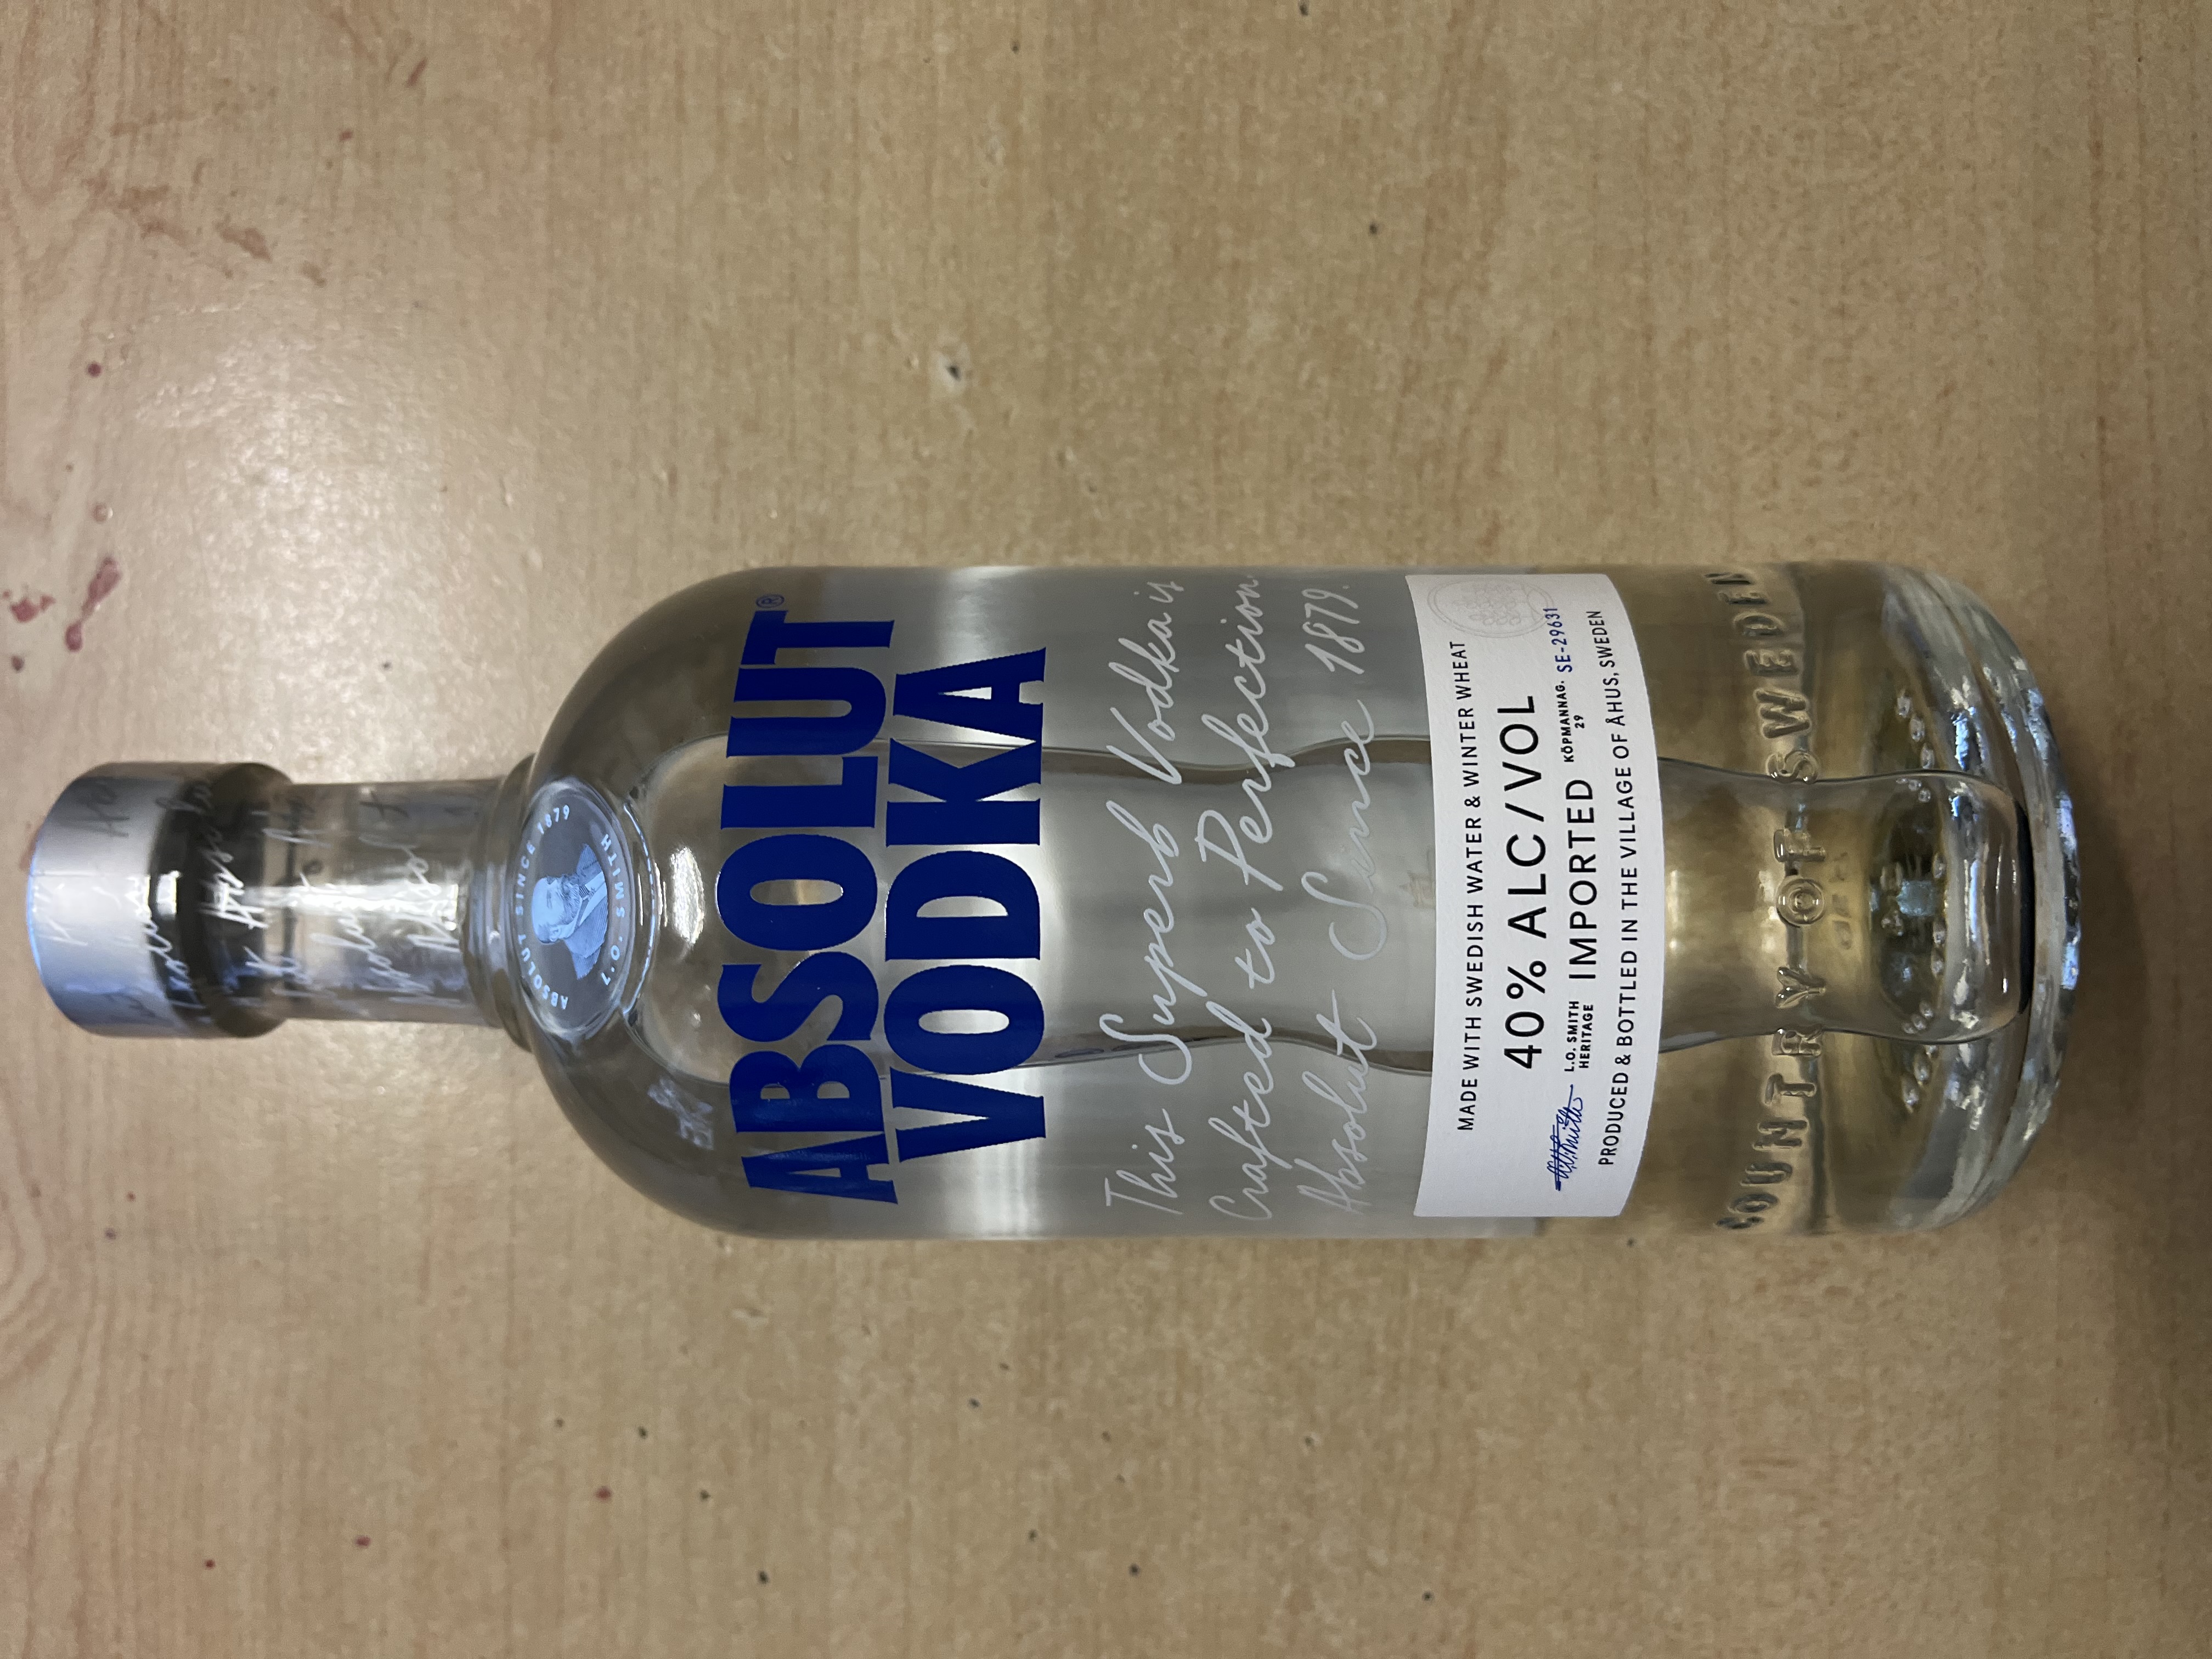 ABSOLUT SINCE 1879
L.O. SMITH
ABSOLUT®
VODKA
This Superb Vodka is
Crafted to Perfection.
Absolut Since 1879.
MADE WITH SWEDISH WATER & WINTER WHEAT
40% ALC/VOL
L.O. SMITH HERITAGE IMPORTED KÖPMANNAG. 29 SE-29631
PRODUCED & BOTTLED IN THE VILLAGE OF ÅHUS, SWEDEN
COUNTRY OF SWEDEN